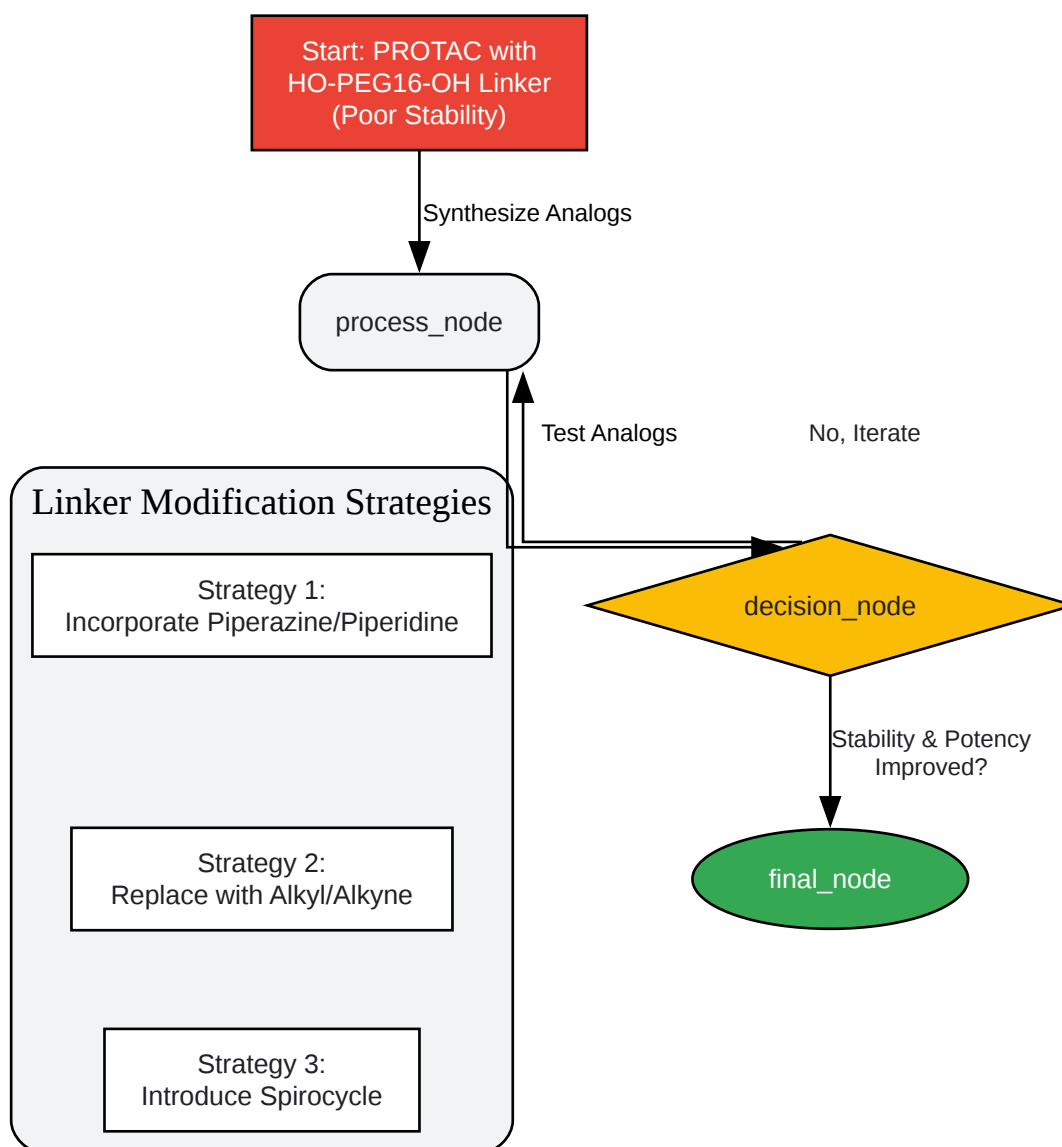 Start: PROTAC with
HO-PEG16-OH Linker
(Poor Stability)
Synthesize Analogs
process_node
Test Analogs
No, Iterate
Linker Modification Strategies
Strategy 1:
Incorporate Piperazine/Piperidine
decision_node
Stability & Potency
Improved?
Strategy 2:
Replace with Alkyl/Alkyne
final_node
Strategy 3:
Introduce Spirocycle